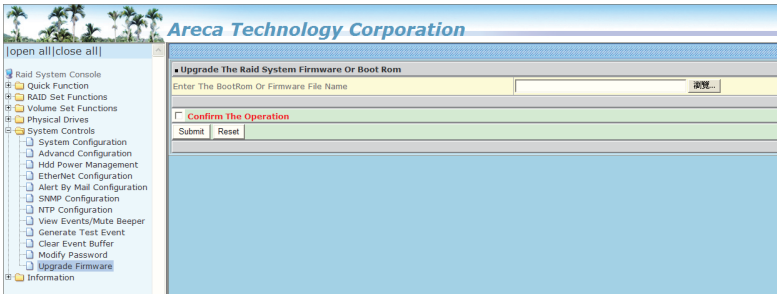 Areca Technology Corporation
|open all|close all|
Raid System Console
Quick Function
RAID Set Functions
Volume Set Functions
Physical Drives
System Controls
System Configuration
Advancd Configuration
Hdd Power Management
EtherNet Configuration
Alert By Mail Configuration
SNMP Configuration
NTP Configuration
View Events/Mute Beeper
Generate Test Event
Clear Event Buffer
Modify Password
Upgrade Firmware
Information
Upgrade The Raid System Firmware Or Boot Rom
Enter The BootRom Or Firmware File Name
瀏覽...
Confirm The Operation
Submit Reset